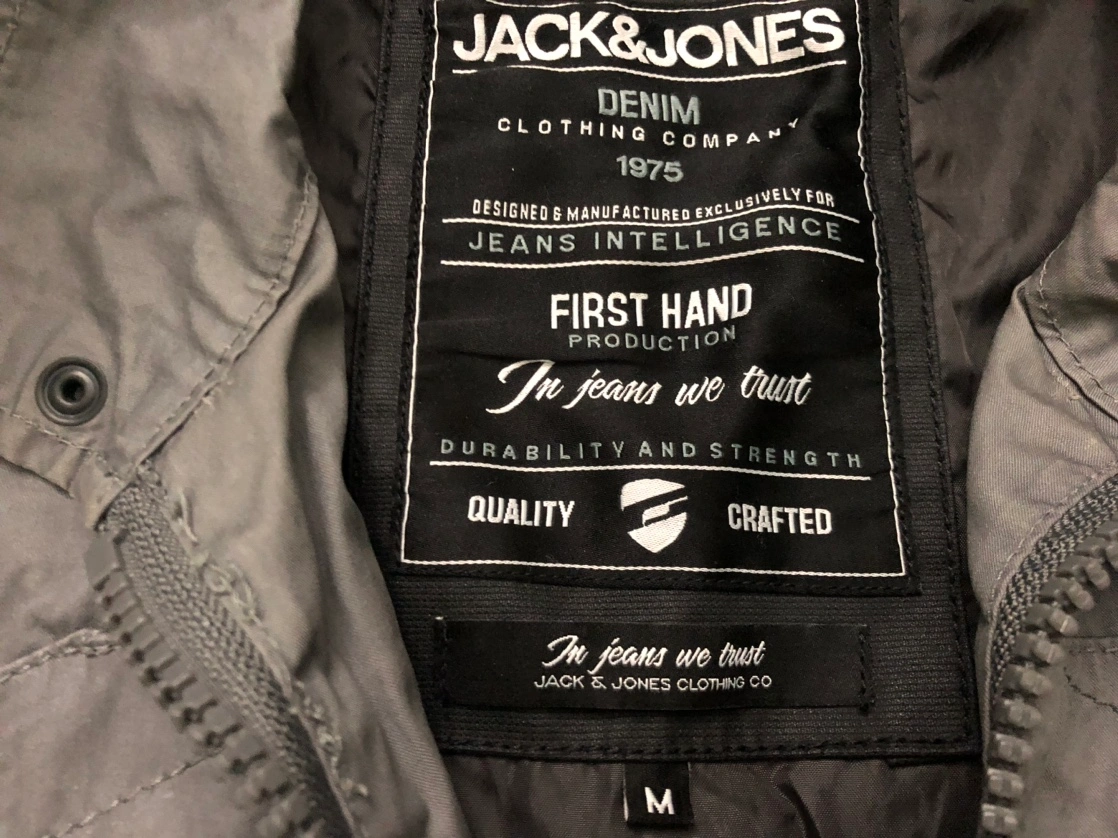 JACK&JONES
DENIM
CLOTHING COMPANY
1975
DESIGNED & MANUFACTURED EXCLUSIVELY FOR
JEANS INTELLIGENCE
FIRST HAND
PRODUCTION
In jeans we trust
DURABILITY AND STRENGTH
QUALITY CRAFTED
In jeans we trust
JACK & JONES CLOTHING CO
M